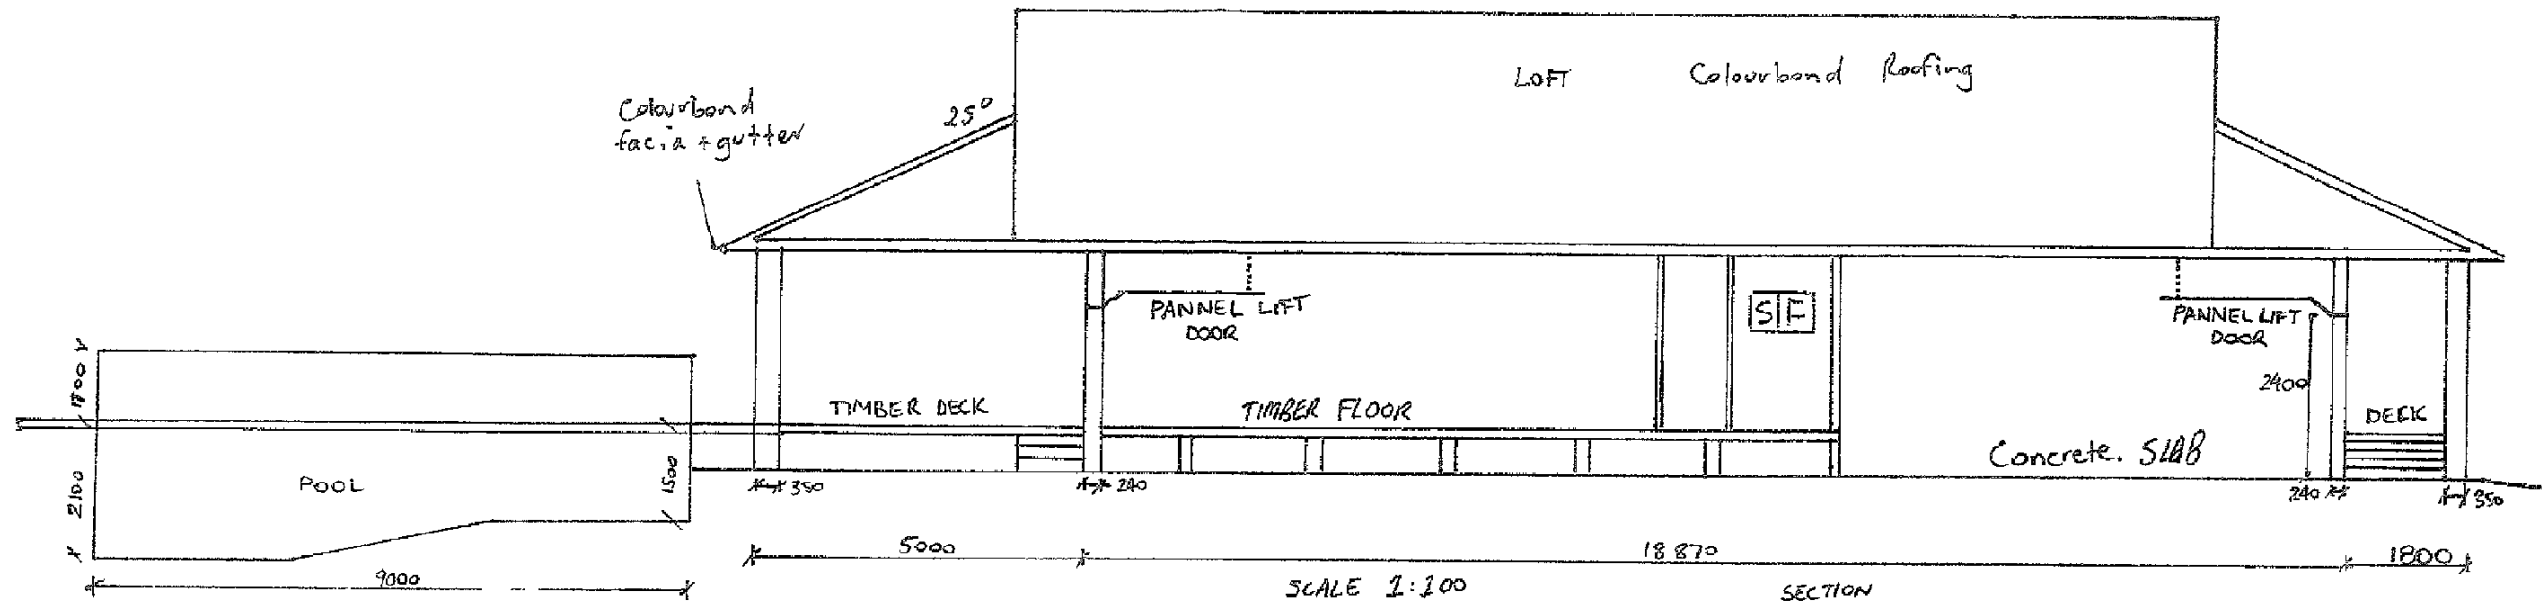 LOFT Colourbond Roofing
Colourbond
facia + gutter
25°
PANNEL LIFT
DOOR
S F
PANNEL LIFT
DOOR
2400
TIMBER DECK
TIMBER FLOOR
DECK
Concrete. SLAB
POOL
2100
1500
350
240
240
350
5000
18 870
1800
9000
SCALE 1:100
SECTION